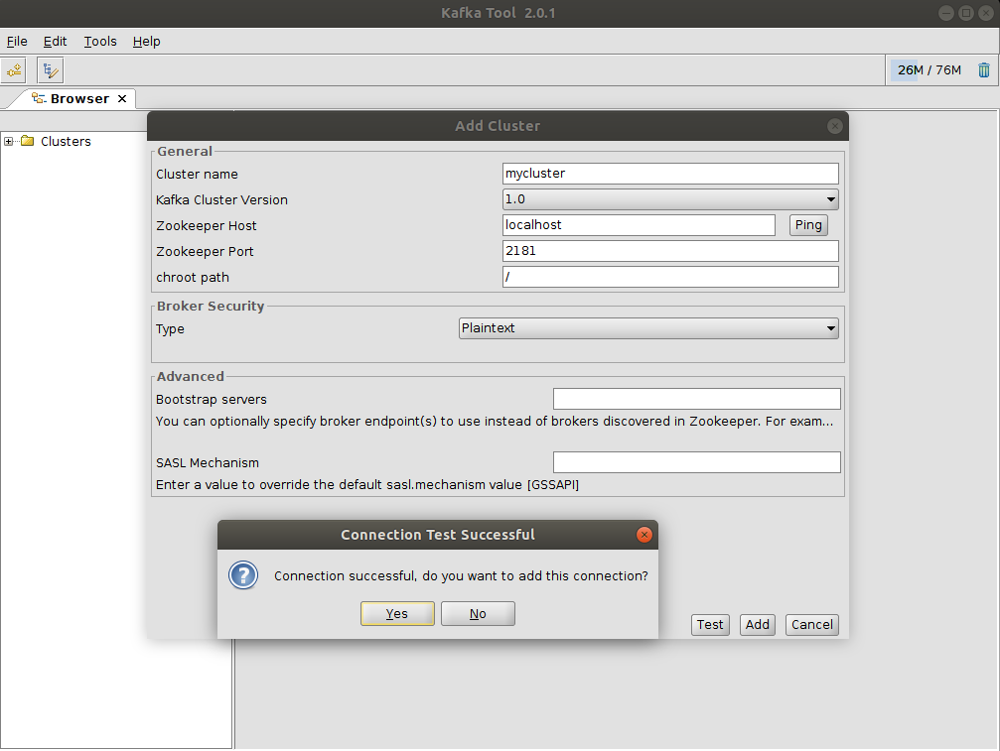 Kafka Tool 2.0.1
File Edit Tools Help
26M / 76M
Browser
Clusters
Add Cluster
General
Cluster name mycluster
Kafka Cluster Version 1.0
Zookeeper Host localhost Ping
Zookeeper Port 2181
chroot path /
Broker Security
Type Plaintext
Advanced
Bootstrap servers
You can optionally specify broker endpoint(s) to use instead of brokers discovered in Zookeeper. For exam...
SASL Mechanism
Enter a value to override the default sasl.mechanism value [GSSAPI]
Connection Test Successful
Connection successful, do you want to add this connection?
Yes No
Test Add Cancel